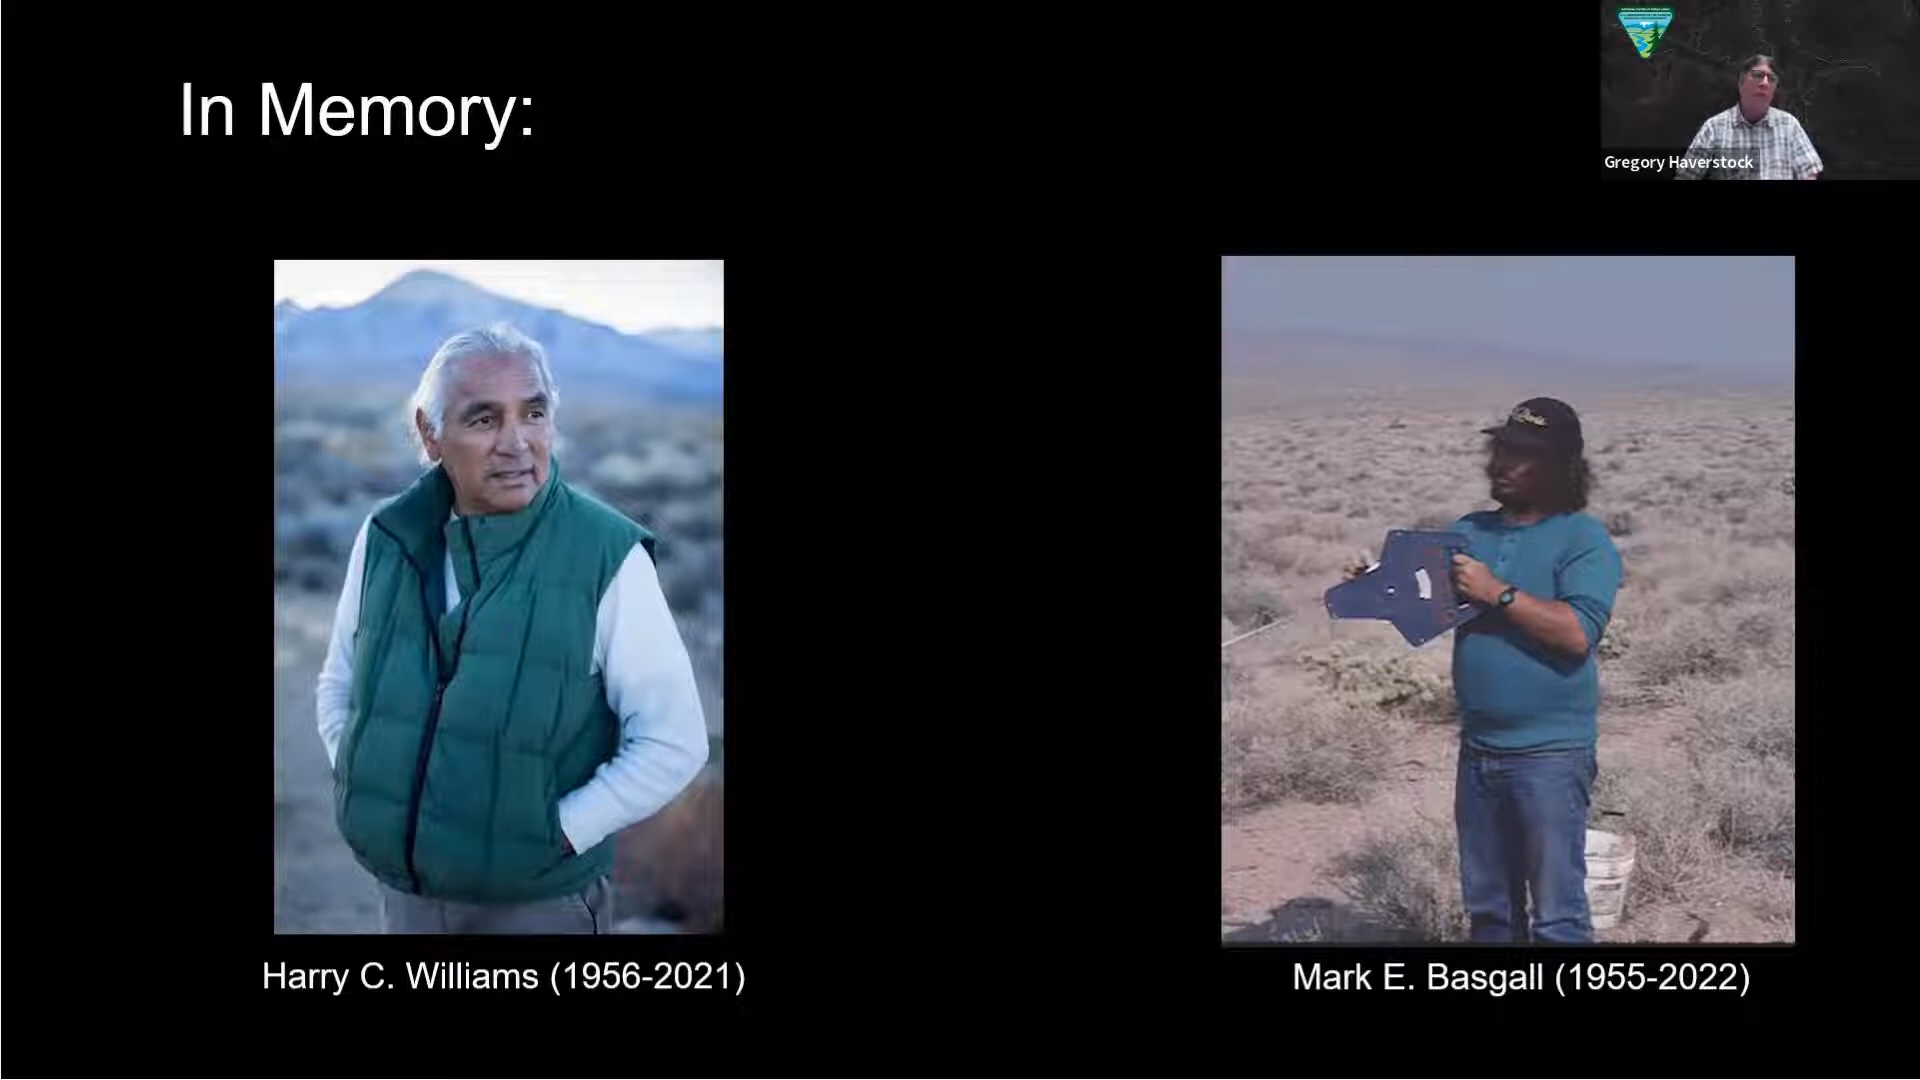 In Memory:
Gregory Haverstock
Harry C. Williams (1956-2021)
Mark E. Basgall (1955-2022)